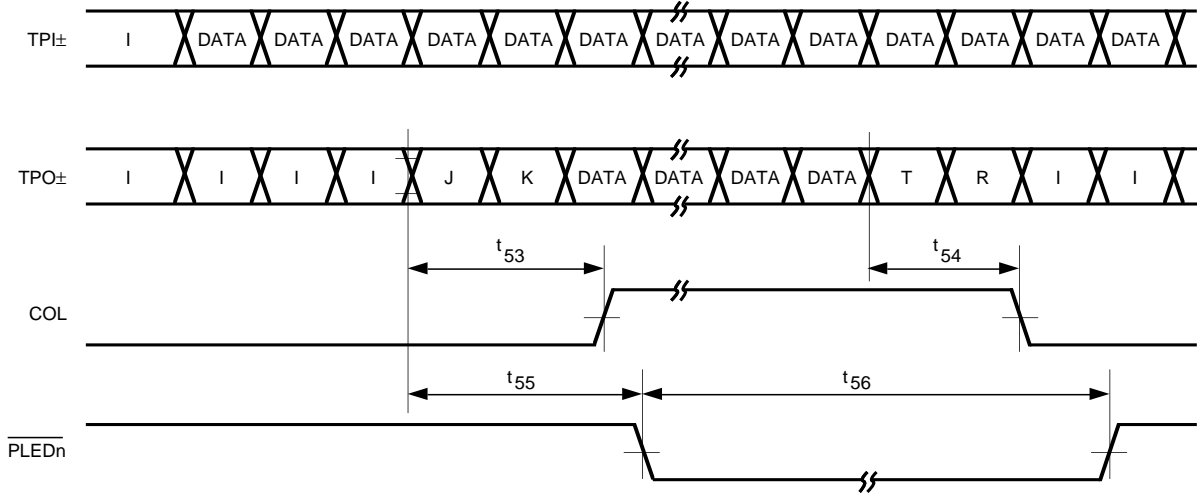 TPI± I DATA DATA DATA DATA DATA DATA DATA DATA DATA DATA DATA DATA DATA
TPO± I I I I J K DATA DATA DATA DATA T R I I
t53 t54
COL
t55 t56
PLEDn